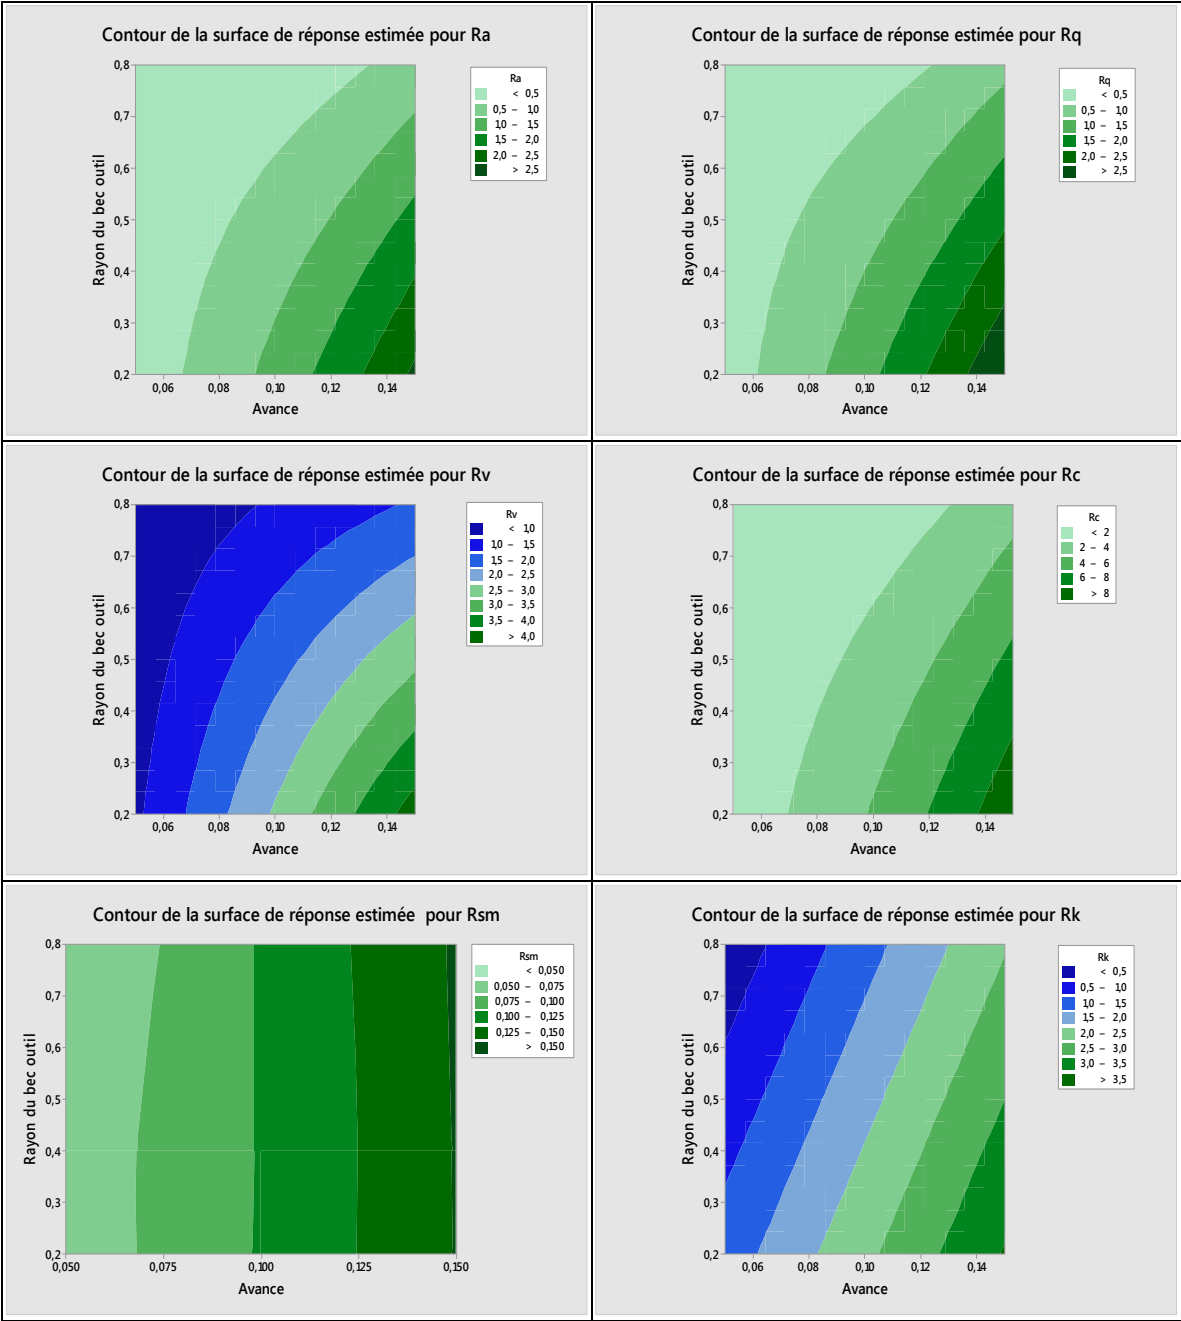 Contour de la surface de réponse estimée pour Ra
0,8
0,7
0,6
0,5
0,4
0,3
0,2
Rayon du bec outil
0,06 0,08 0,10 0,12 0,14
Avance
Ra
< 0,5
0,5 – 1,0
1,0 – 1,5
1,5 – 2,0
2,0 – 2,5
> 2,5
Contour de la surface de réponse estimée pour Rq
0,8
0,7
0,6
0,5
0,4
0,3
0,2
Rayon du bec outil
0,06 0,08 0,10 0,12 0,14
Avance
Rq
< 0,5
0,5 – 1,0
1,0 – 1,5
1,5 – 2,0
2,0 – 2,5
> 2,5
Contour de la surface de réponse estimée pour Rv
0,8
0,7
0,6
0,5
0,4
0,3
0,2
Rayon du bec outil
0,06 0,08 0,10 0,12 0,14
Avance
Rv
< 1,0
1,0 – 1,5
1,5 – 2,0
2,0 – 2,5
2,5 – 3,0
3,0 – 3,5
3,5 – 4,0
> 4,0
Contour de la surface de réponse estimée pour Rc
0,8
0,7
0,6
0,5
0,4
0,3
0,2
Rayon du bec outil
0,06 0,08 0,10 0,12 0,14
Avance
Rc
< 2
2 – 4
4 – 6
6 – 8
> 8
Contour de la surface de réponse estimée pour Rsm
0,8
0,7
0,6
0,5
0,4
0,3
0,2
Rayon du bec outil
0,050 0,075 0,100 0,125 0,150
Avance
Rsm
< 0,050
0,050 – 0,075
0,075 – 0,100
0,100 – 0,125
0,125 – 0,150
> 0,150
Contour de la surface de réponse estimée pour Rk
0,8
0,7
0,6
0,5
0,4
0,3
0,2
Rayon du bec outil
0,06 0,08 0,10 0,12 0,14
Avance
Rk
< 0,5
0,5 – 1,0
1,0 – 1,5
1,5 – 2,0
2,0 – 2,5
2,5 – 3,0
3,0 – 3,5
> 3,5